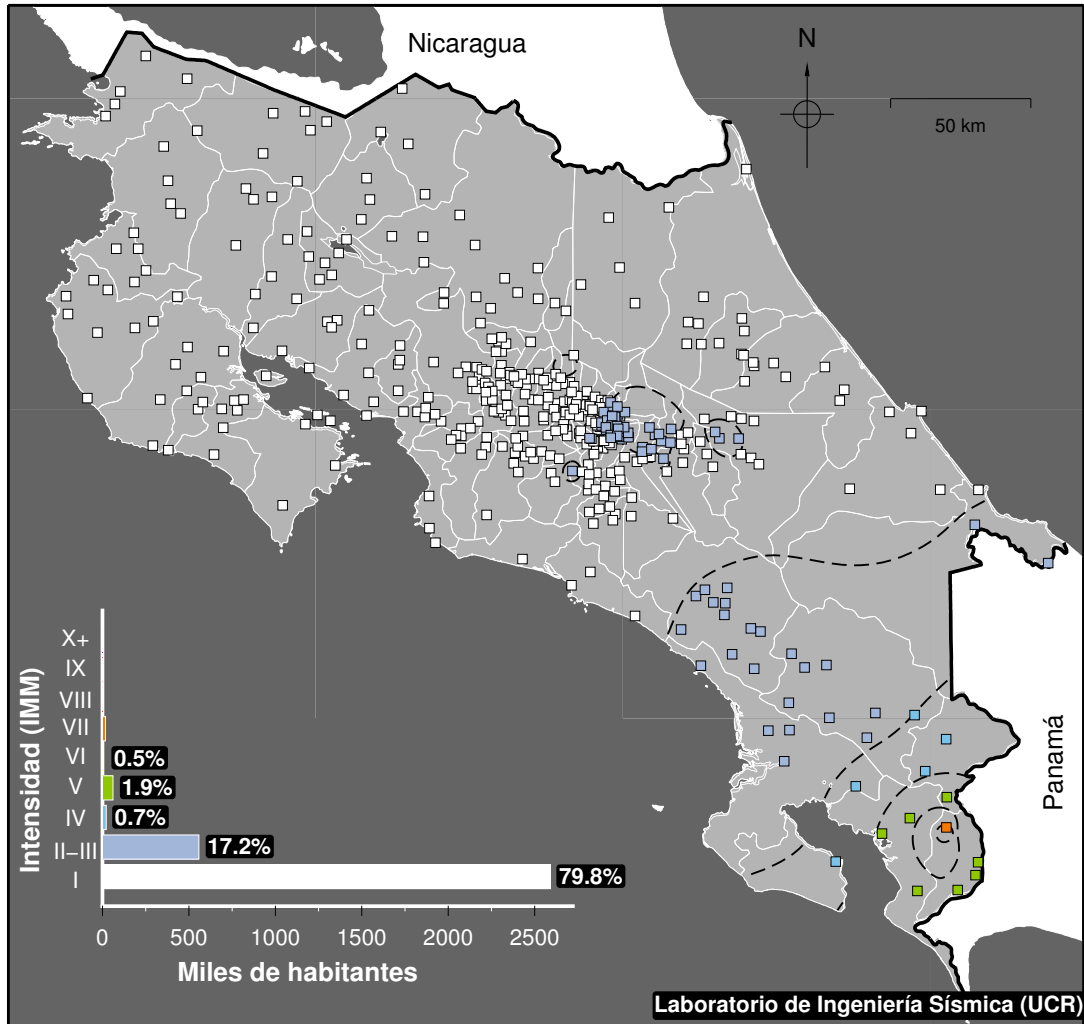 Nicaragua
N
50 km
Panamá
Intensidad (IMM)
X+
IX
VIII
VII
VI 0.5%
V 1.9%
IV 0.7%
II–III 17.2%
I 79.8%
0 500 1000 1500 2000 2500
Miles de habitantes
Laboratorio de Ingeniería Sísmica (UCR)